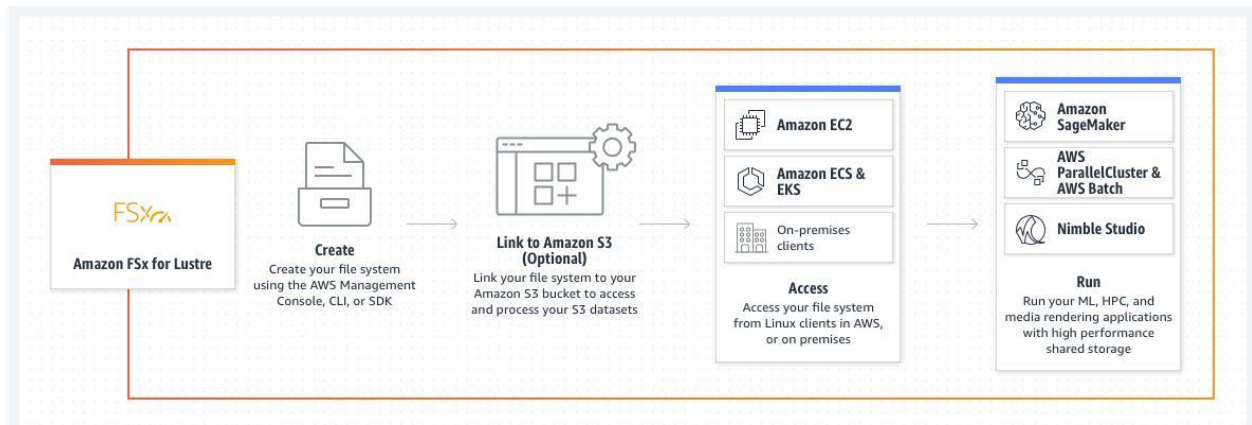 FSx
Amazon FSx for Lustre
Create
Create your file system
using the AWS Management
Console, CLI, or SDK
Link to Amazon S3
(Optional)
Link your file system to your
Amazon S3 bucket to access
and process your S3 datasets
Amazon EC2
Amazon ECS &
EKS
On-premises
clients
Access
Access your file system
from Linux clients in AWS,
or on premises
Amazon
SageMaker
AWS
ParallelCluster &
AWS Batch
Nimble Studio
Run
Run your ML, HPC, and
media rendering applications
with high performance
shared storage